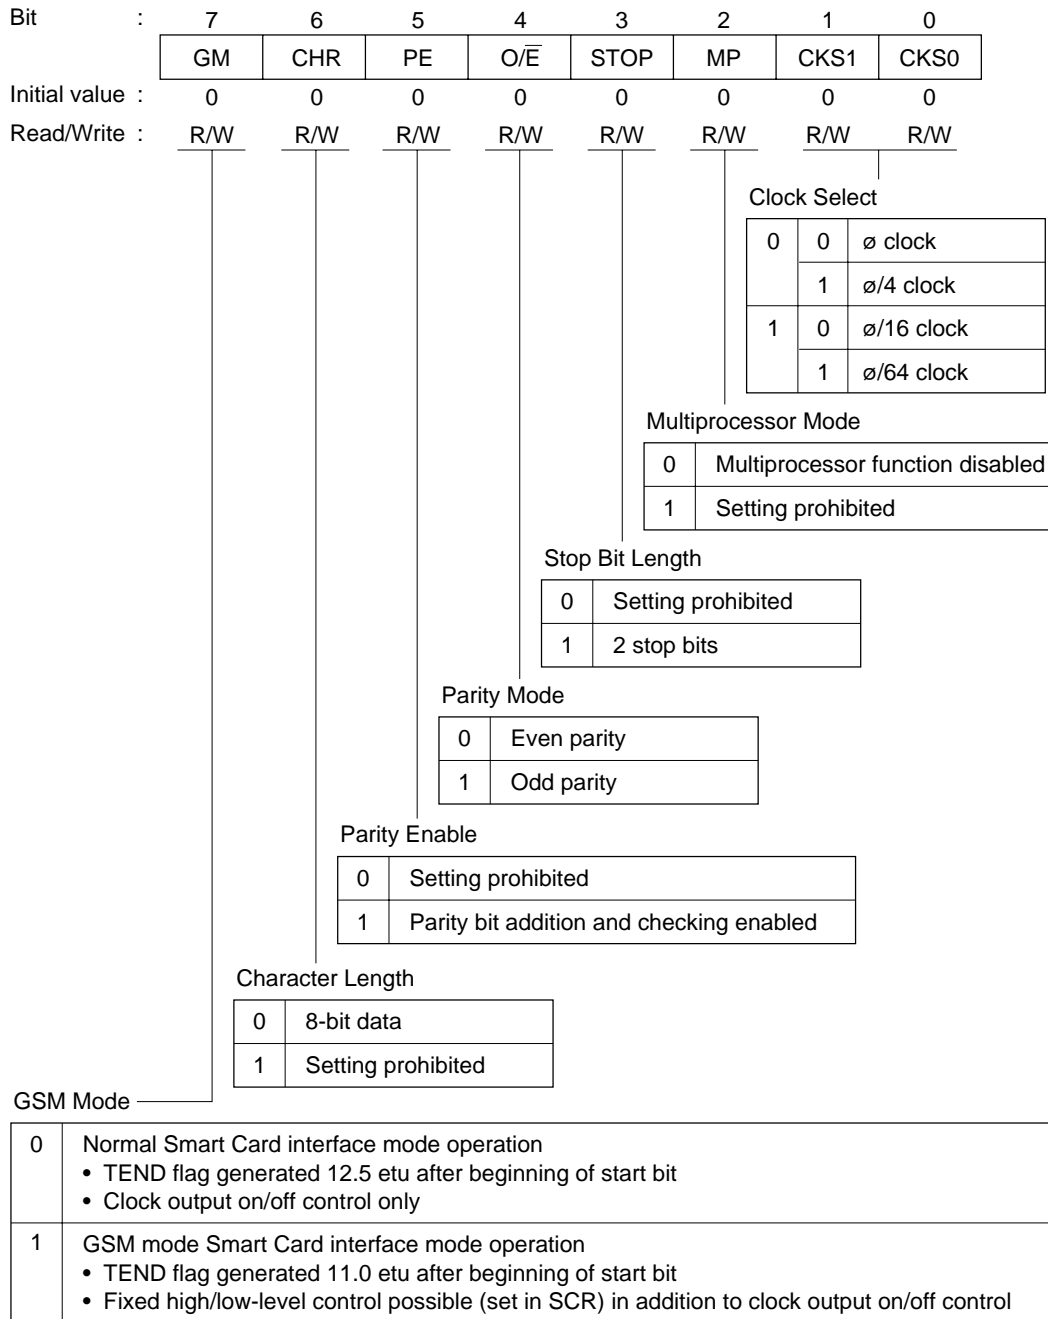 Bit : 7 6 5 4 3 2 1 0
GM CHR PE O/E̅ STOP MP CKS1 CKS0
Initial value : 0 0 0 0 0 0 0 0
Read/Write : R/W R/W R/W R/W R/W R/W R/W R/W
Clock Select
0 0 ø clock
1 ø/4 clock
1 0 ø/16 clock
1 ø/64 clock
Multiprocessor Mode
0 Multiprocessor function disabled
1 Setting prohibited
Stop Bit Length
0 Setting prohibited
1 2 stop bits
Parity Mode
0 Even parity
1 Odd parity
Parity Enable
0 Setting prohibited
1 Parity bit addition and checking enabled
Character Length
0 8-bit data
1 Setting prohibited
GSM Mode
0 Normal Smart Card interface mode operation
• TEND flag generated 12.5 etu after beginning of start bit
• Clock output on/off control only
1 GSM mode Smart Card interface mode operation
• TEND flag generated 11.0 etu after beginning of start bit
• Fixed high/low-level control possible (set in SCR) in addition to clock output on/off control